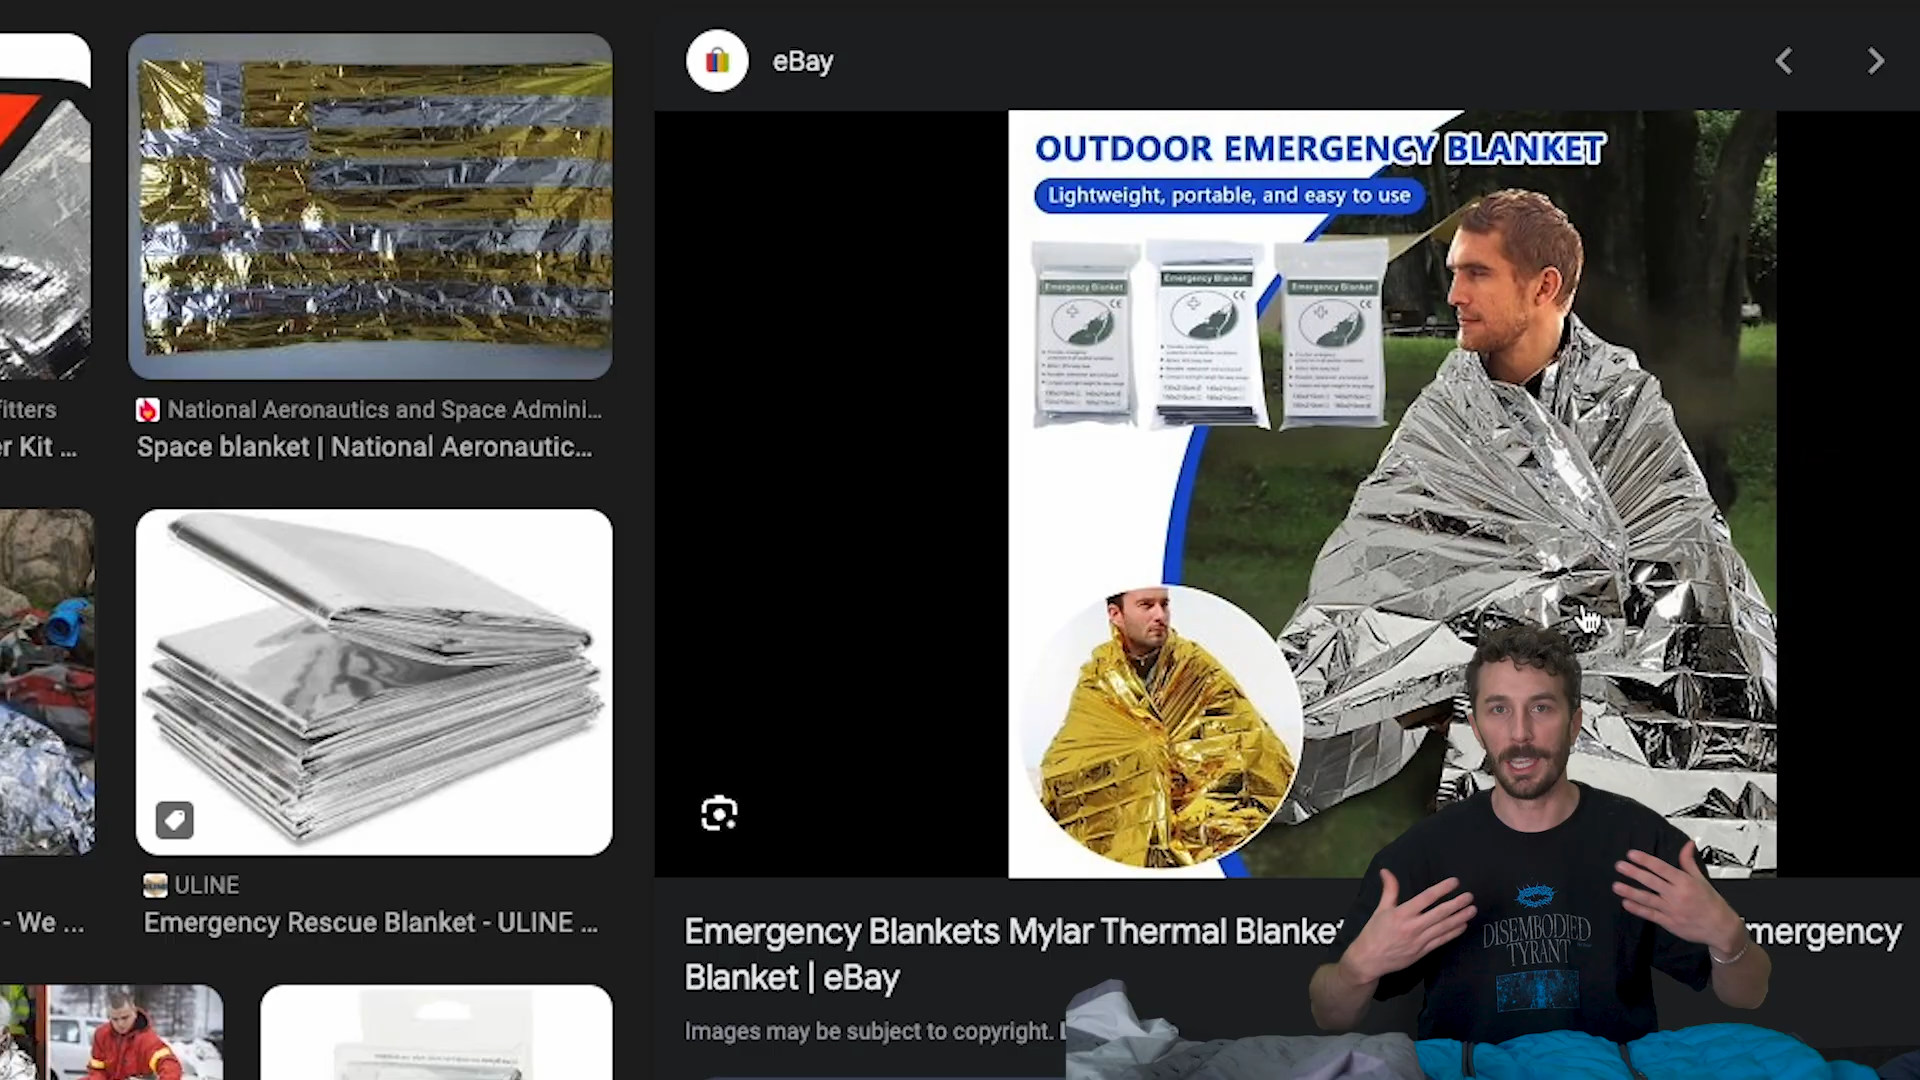 eBay
OUTDOOR EMERGENCY BLANKET
Lightweight, portable, and easy to use
Emergency Blanket
Emergency Blanket
Emergency Blanket
fitters
r Kit ...
National Aeronautics and Space Admini...
Space blanket | National Aeronautic...
- We ...
ULINE
Emergency Rescue Blanket - ULINE ...
Emergency Blankets Mylar Thermal Blanket
mergency
Blanket | eBay
Images may be subject to copyright.
DISEMBODIED
TYRANT